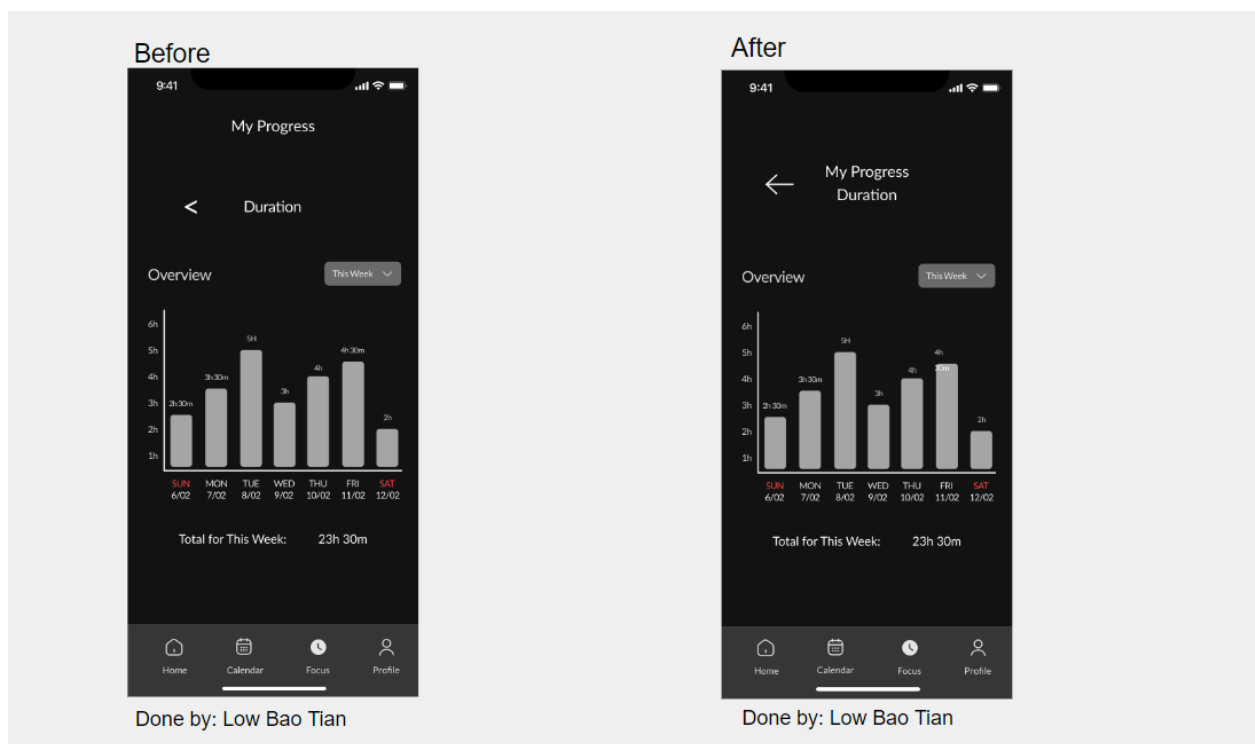 Before
9:41
My Progress
< Duration
Overview
This Week
6h
5h
4h
3h
2h
1h
2h 30m
3h 30m
5H
3h
4h
4h 30m
2h
SUN MON TUE WED THU FRI SAT
6/02 7/02 8/02 9/02 10/02 11/02 12/02
Total for This Week: 23h 30m
Home Calendar Focus Profile
Done by: Low Bao Tian
After
9:41
My Progress
Duration
Overview
This Week
6h
5h
4h
3h
2h
1h
2h 30m
3h 30m
5H
3h
4h
4h
30m
2h
SUN MON TUE WED THU FRI SAT
6/02 7/02 8/02 9/02 10/02 11/02 12/02
Total for This Week: 23h 30m
Home Calendar Focus Profile
Done by: Low Bao Tian